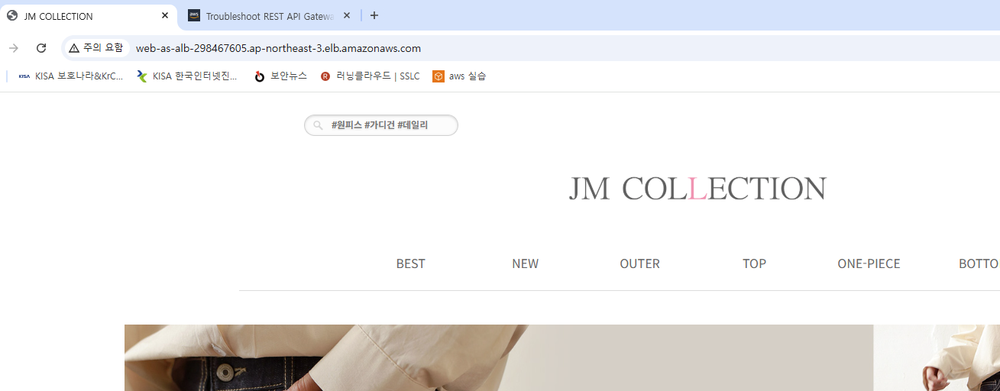 JM COLLECTION
Troubleshoot REST API Gatewa
주의 요함 web-as-alb-298467605.ap-northeast-3.elb.amazonaws.com
KISA KISA 보호나라&KrC... KISA 한국인터넷진... 보안뉴스 R 러닝클라우드 | SSLC aws 실습
#원피스 #가디건 #데일리
JM COLLECTION
BEST NEW OUTER TOP ONE-PIECE BOTTO